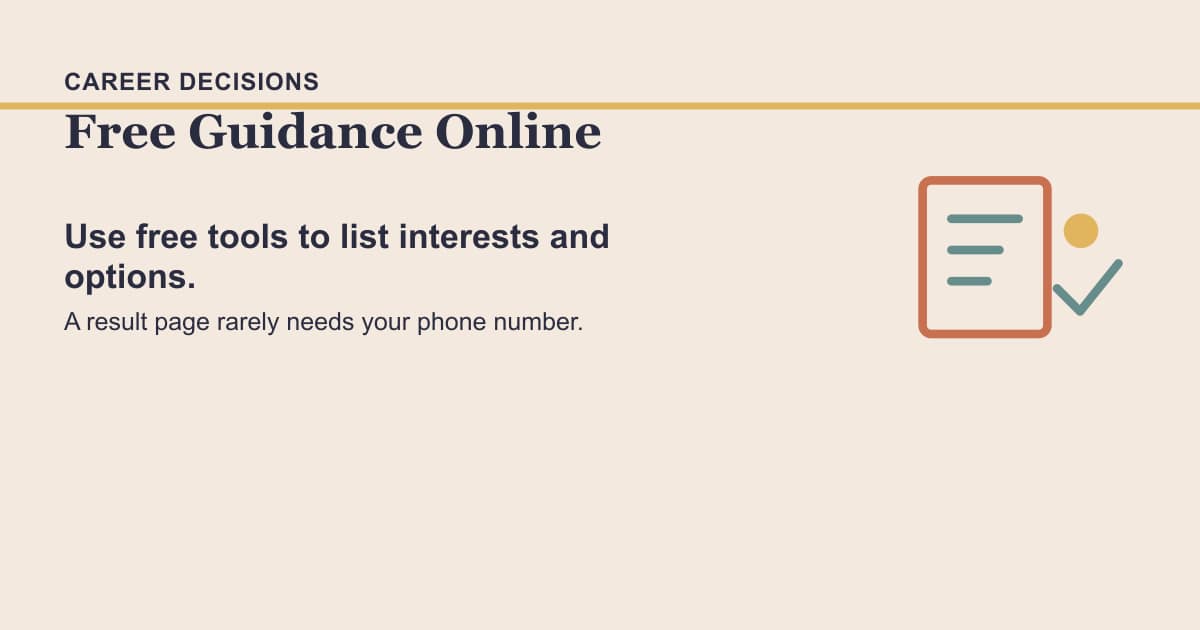 CAREER DECISIONS
Free Guidance Online
Use free tools to list interests and
options.
A result page rarely needs your phone number.